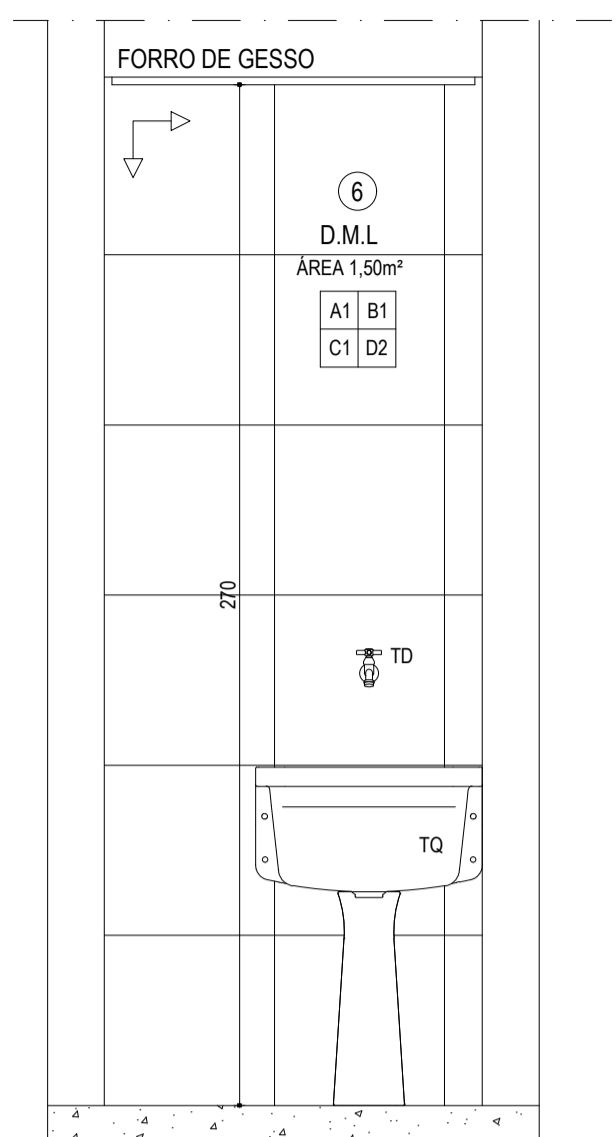 FORRO DE GESSO
6
D.M.L
ÁREA 1,50m²
A1 B1
C1 D2
270
TD
TQ